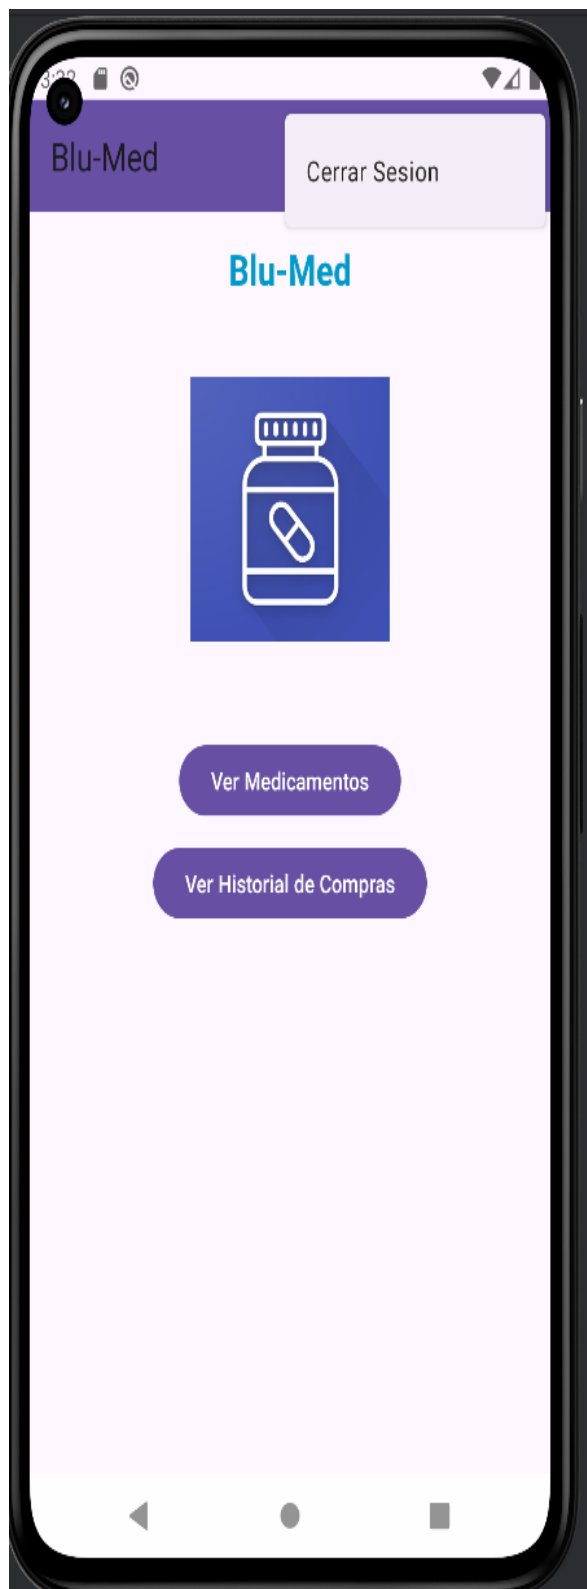 Blu-Med
Cerrar Sesion
Blu-Med
Ver Medicamentos
Ver Historial de Compras